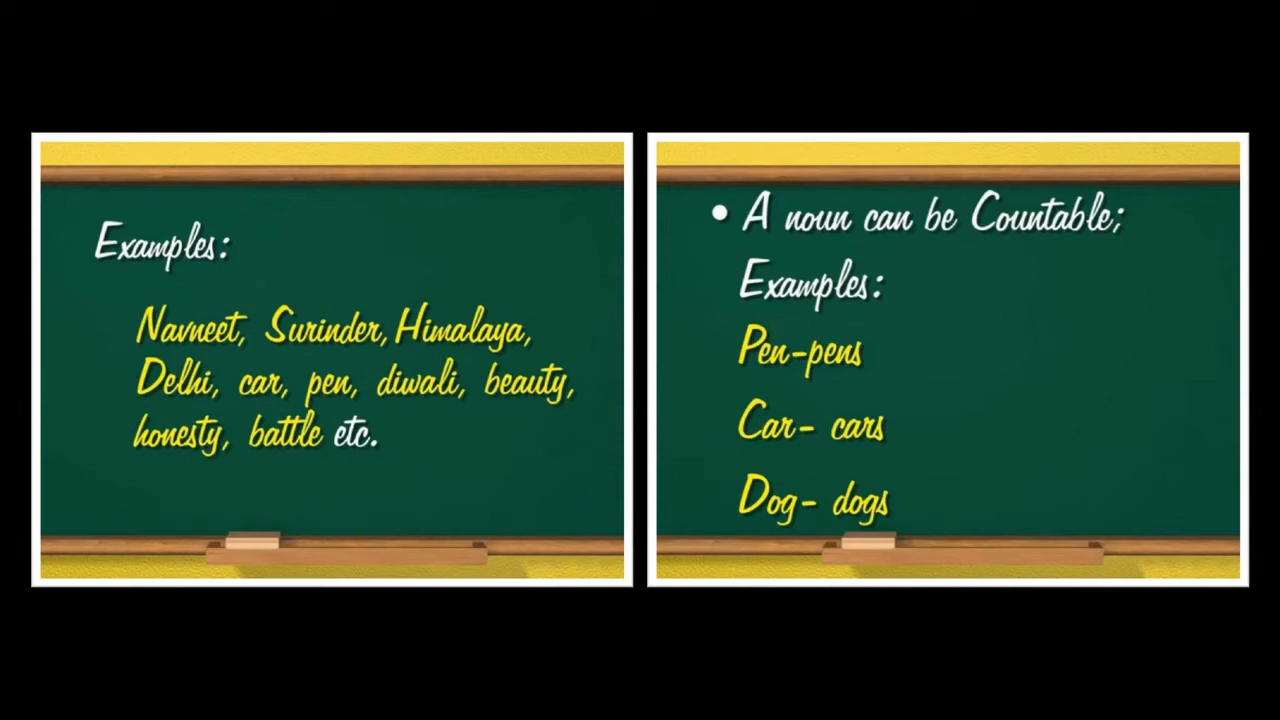 Examples:
Navneet, Surinder, Himalaya,
Delhi, car, pen, diwali, beauty,
honesty, battle etc.
• A noun can be Countable;
Examples:
Pen-pens
Car- cars
Dog- dogs